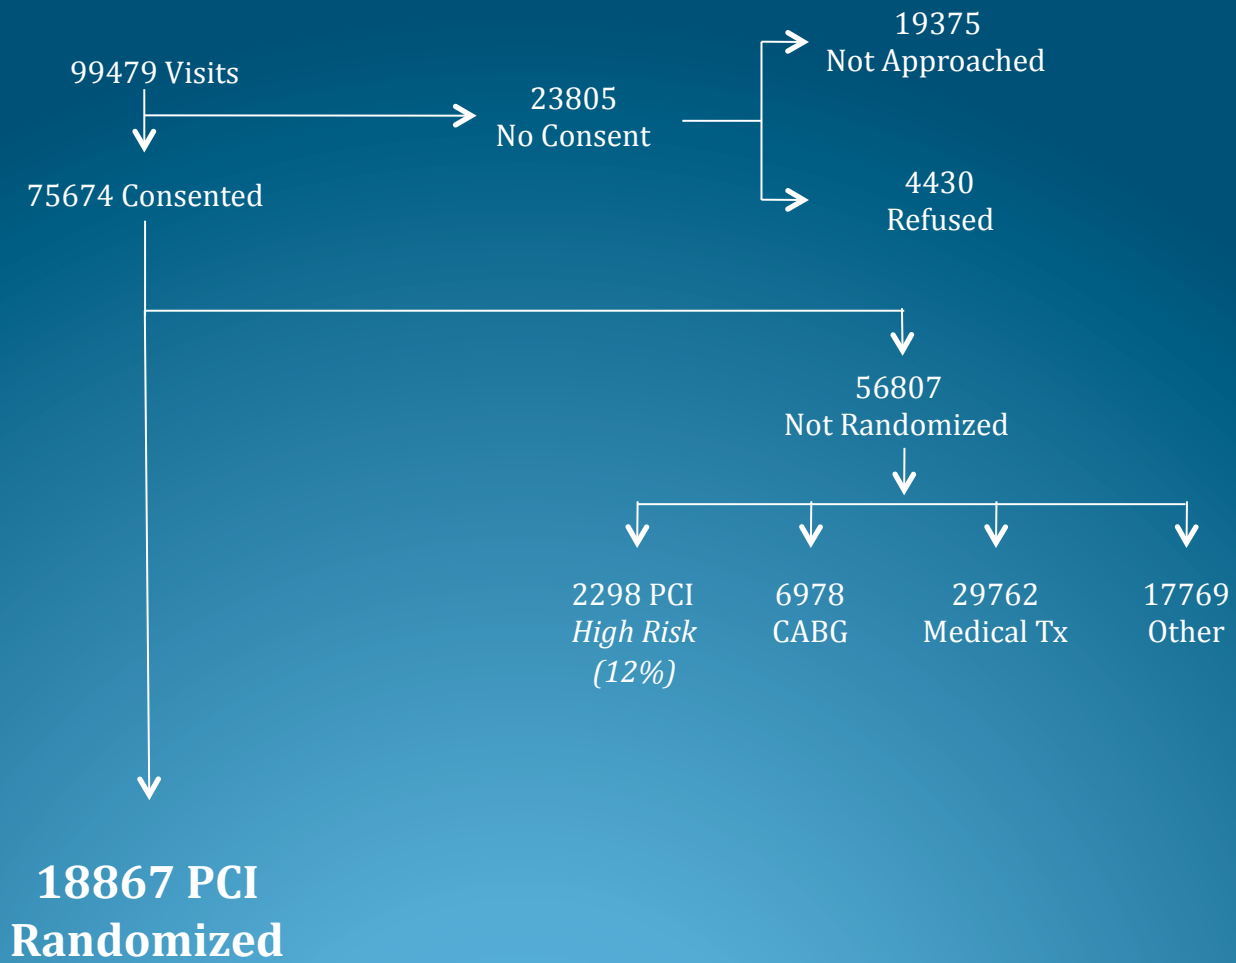 99479 Visits
23805
No Consent
19375
Not Approached
4430
Refused
75674 Consented
56807
Not Randomized
2298 PCI
High Risk
(12%)
6978
CABG
29762
Medical Tx
17769
Other
18867 PCI
Randomized